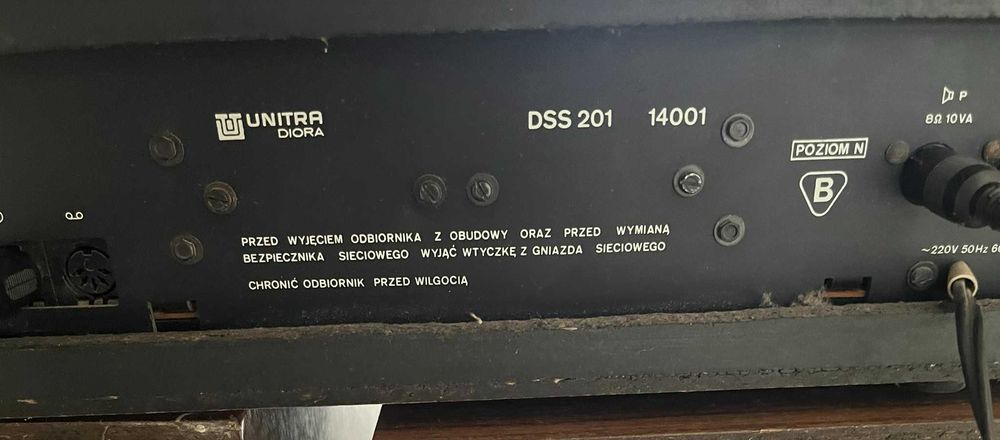 UNITRA
DIORA
DSS 201 14001
P
8Ω 10VA
POZIOM N
B
PRZED WYJĘCIEM ODBIORNIKA Z OBUDOWY ORAZ PRZED WYMIANĄ
BEZPIECZNIKA SIECIOWEGO WYJĄĆ WTYCZKĘ Z GNIAZDA SIECIOWEGO
CHRONIĆ ODBIORNIK PRZED WILGOCIĄ
~220V 50Hz